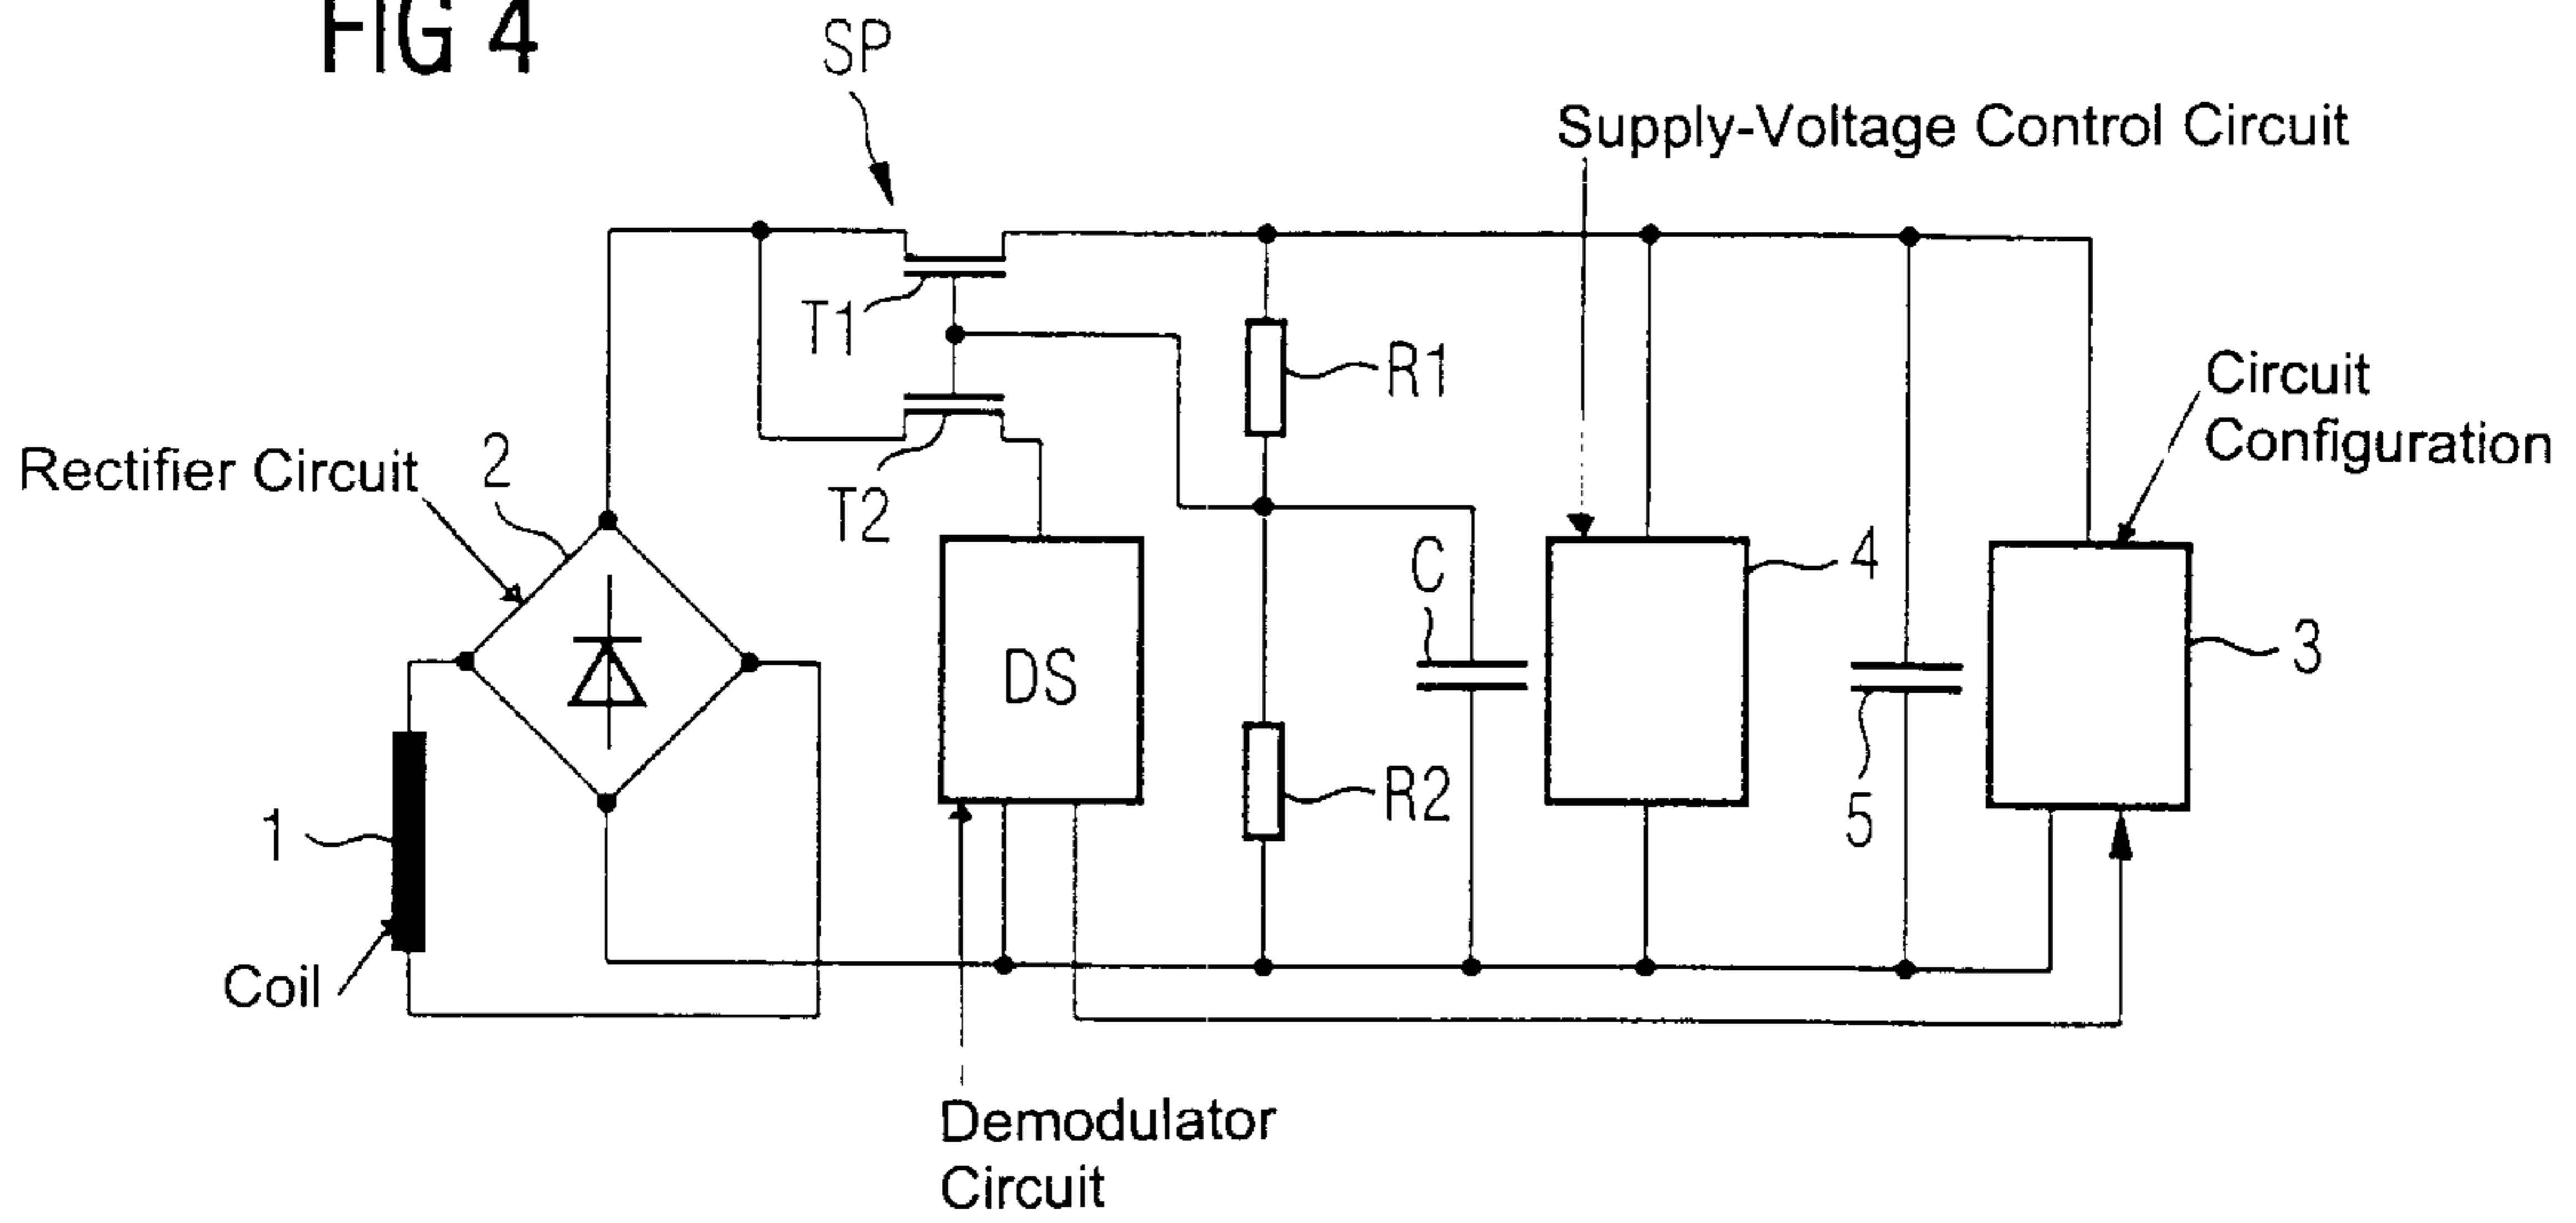 FIG 4
SP
Supply-Voltage Control Circuit
T1
R1
Circuit
Configuration
Rectifier Circuit
2
T2
C
4
DS
3
1
R2
5
Coil
Demodulator
Circuit